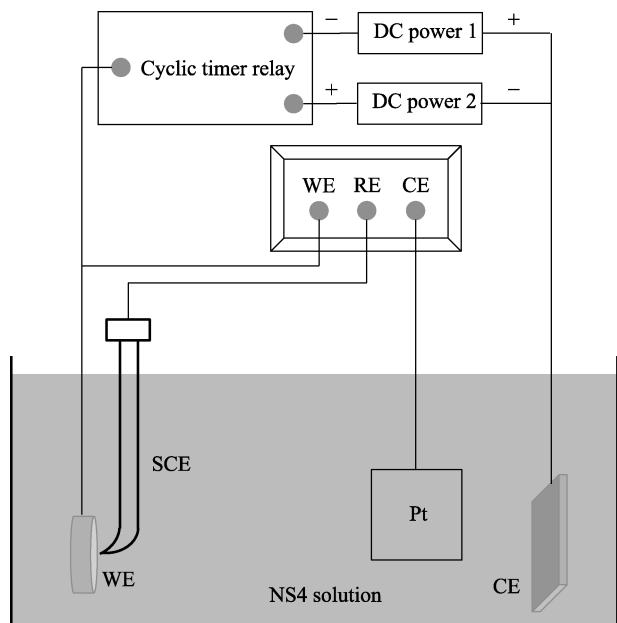 − DC power 1 +
Cyclic timer relay
+ DC power 2 −
WE RE CE
SCE
Pt
WE
CE
NS4 solution